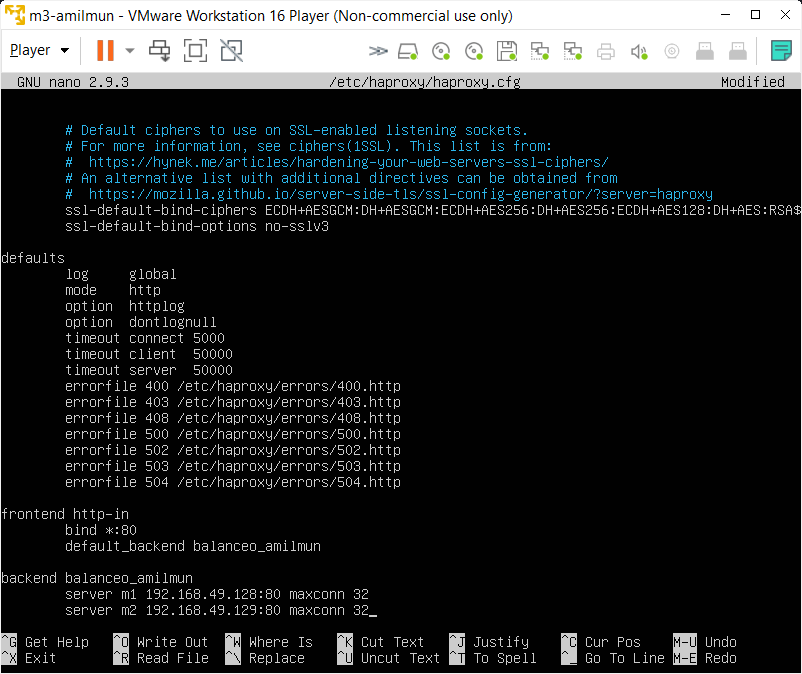 m3-amilmun - VMware Workstation 16 Player (Non-commercial use only)
Player
GNU nano 2.9.3 /etc/haproxy/haproxy.cfg Modified
# Default ciphers to use on SSL-enabled listening sockets.
# For more information, see ciphers(1SSL). This list is from:
#  https://hynek.me/articles/hardening-your-web-servers-ssl-ciphers/
# An alternative list with additional directives can be obtained from
#  https://mozilla.github.io/server-side-tls/ssl-config-generator/?server=haproxy
ssl-default-bind-ciphers ECDH+AESGCM:DH+AESGCM:ECDH+AES256:DH+AES256:ECDH+AES128:DH+AES:RSA$
ssl-default-bind-options no-sslv3
defaults
log     global
mode    http
option  httplog
option  dontlognull
timeout connect 5000
timeout client  50000
timeout server  50000
errorfile 400 /etc/haproxy/errors/400.http
errorfile 403 /etc/haproxy/errors/403.http
errorfile 408 /etc/haproxy/errors/408.http
errorfile 500 /etc/haproxy/errors/500.http
errorfile 502 /etc/haproxy/errors/502.http
errorfile 503 /etc/haproxy/errors/503.http
errorfile 504 /etc/haproxy/errors/504.http
frontend http-in
bind *:80
default_backend balanceo_amilmun
backend balanceo_amilmun
server m1 192.168.49.128:80 maxconn 32
server m2 192.168.49.129:80 maxconn 32_
^G Get Help ^O Write Out ^W Where Is ^K Cut Text ^J Justify ^C Cur Pos M-U Undo
^X Exit ^R Read File ^\ Replace ^U Uncut Text ^T To Spell ^_ Go To Line M-E Redo